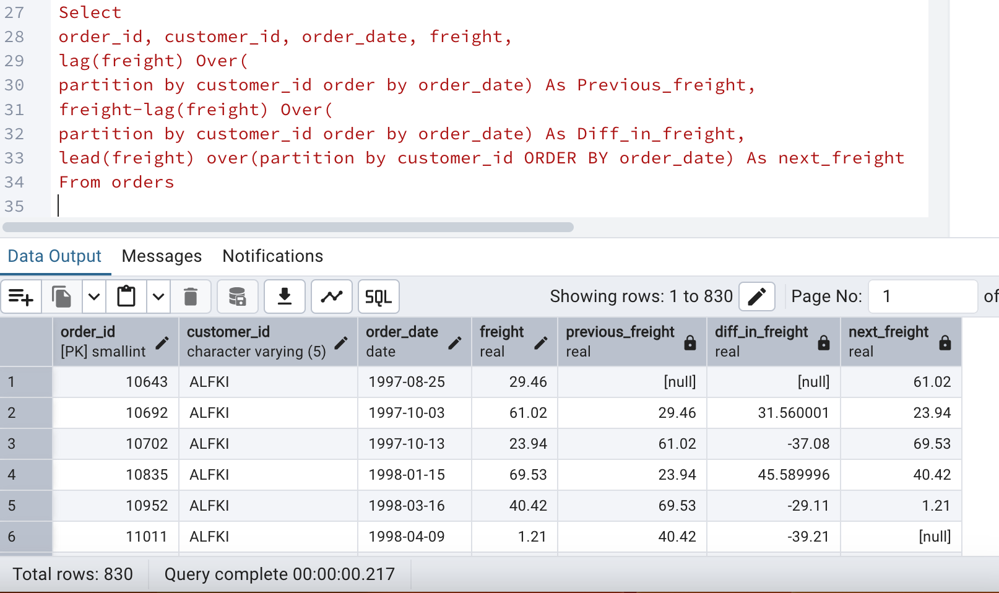 27 Select
28 order_id, customer_id, order_date, freight,
29 lag(freight) Over(
30 partition by customer_id order by order_date) As Previous_freight,
31 freight-lag(freight) Over(
32 partition by customer_id order by order_date) As Diff_in_freight,
33 lead(freight) over(partition by customer_id ORDER BY order_date) As next_freight
34 From orders
35
Data Output Messages Notifications
SQL Showing rows: 1 to 830 Page No: 1 of
order_id customer_id order_date freight previous_freight diff_in_freight next_freight
[PK] smallint character varying (5) date real real real real
1 10643 ALFKI 1997-08-25 29.46 [null] [null] 61.02
2 10692 ALFKI 1997-10-03 61.02 29.46 31.560001 23.94
3 10702 ALFKI 1997-10-13 23.94 61.02 -37.08 69.53
4 10835 ALFKI 1998-01-15 69.53 23.94 45.589996 40.42
5 10952 ALFKI 1998-03-16 40.42 69.53 -29.11 1.21
6 11011 ALFKI 1998-04-09 1.21 40.42 -39.21 [null]
Total rows: 830 Query complete 00:00:00.217